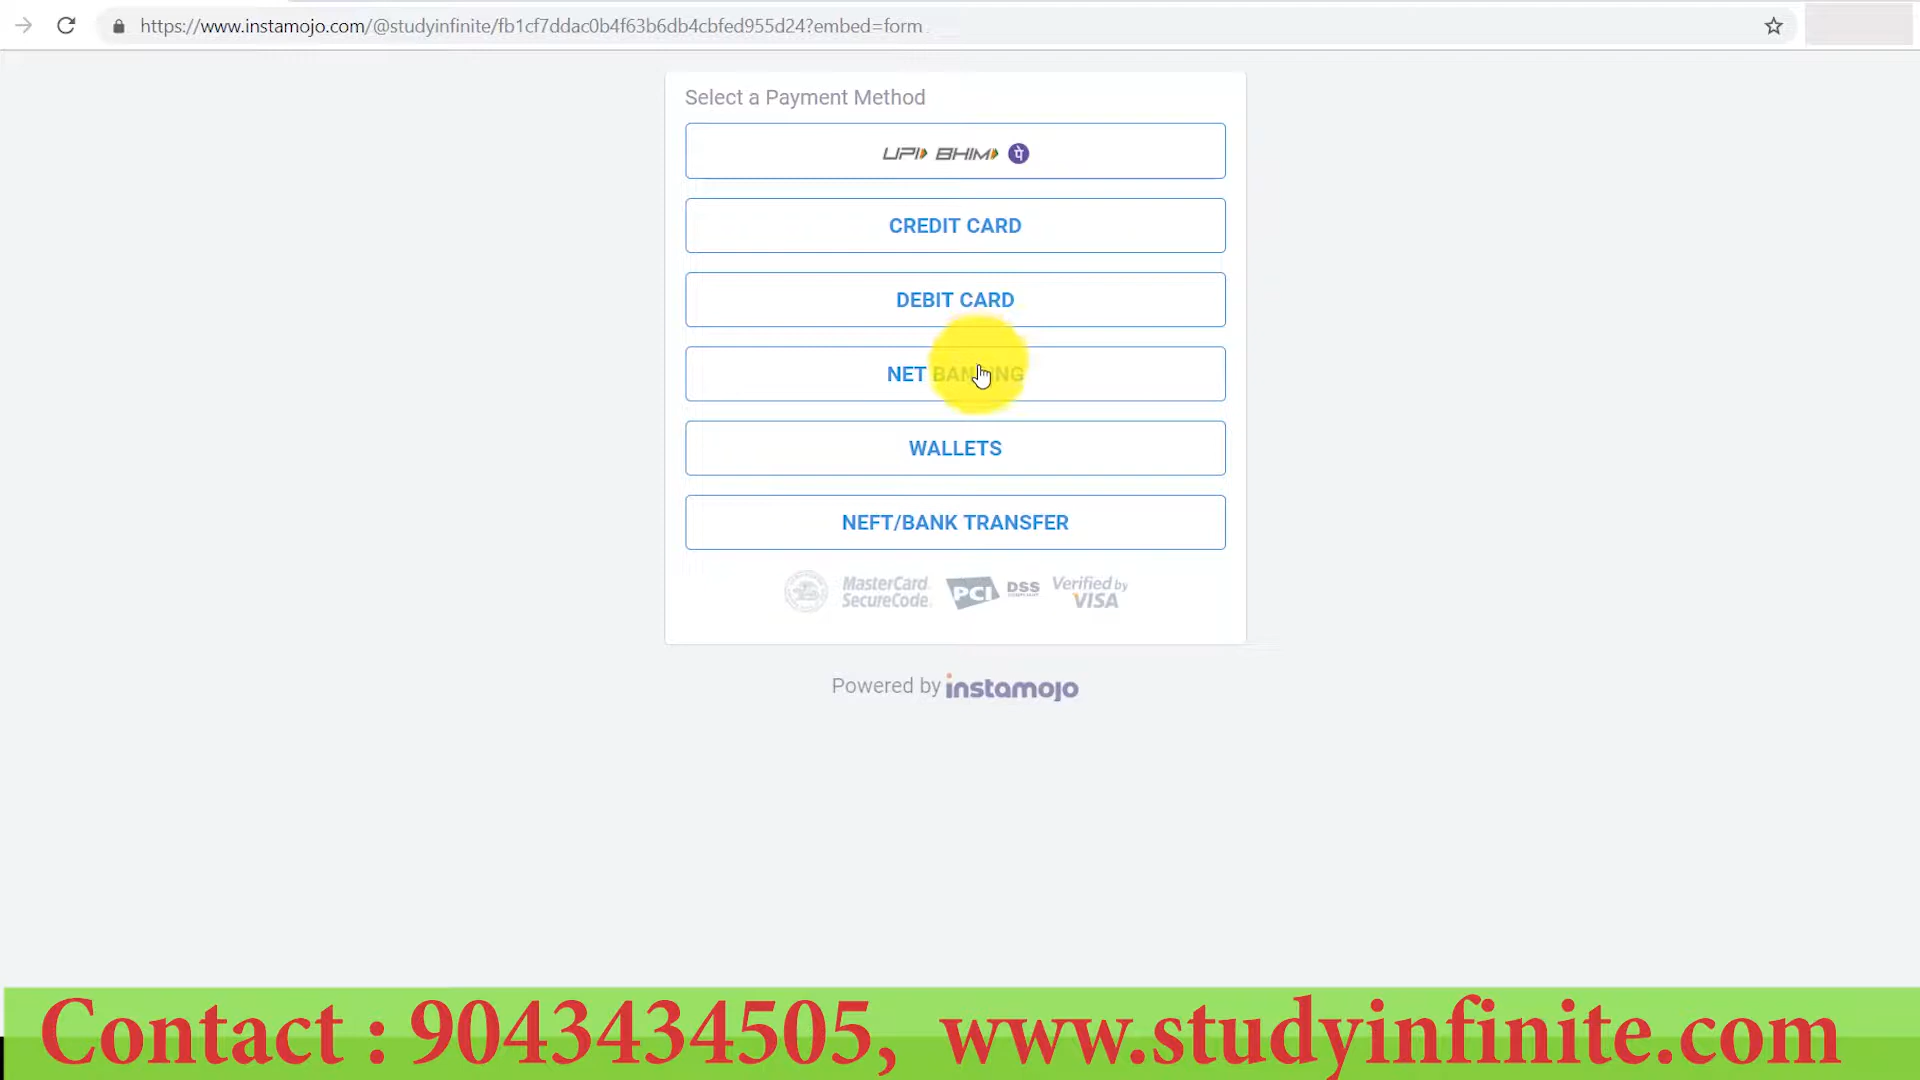 https://www.instamojo.com/@studyinfinite/fb1cf7ddac0b4f63b6db4cbfed955d24?embed=form
Select a Payment Method
UPI BHIM पे
CREDIT CARD
DEBIT CARD
NET BANKING
WALLETS
NEFT/BANK TRANSFER
MasterCard. SecureCode. PCI DSS Verified by VISA
Powered by instamojo
Contact : 9043434505, www.studyinfinite.com